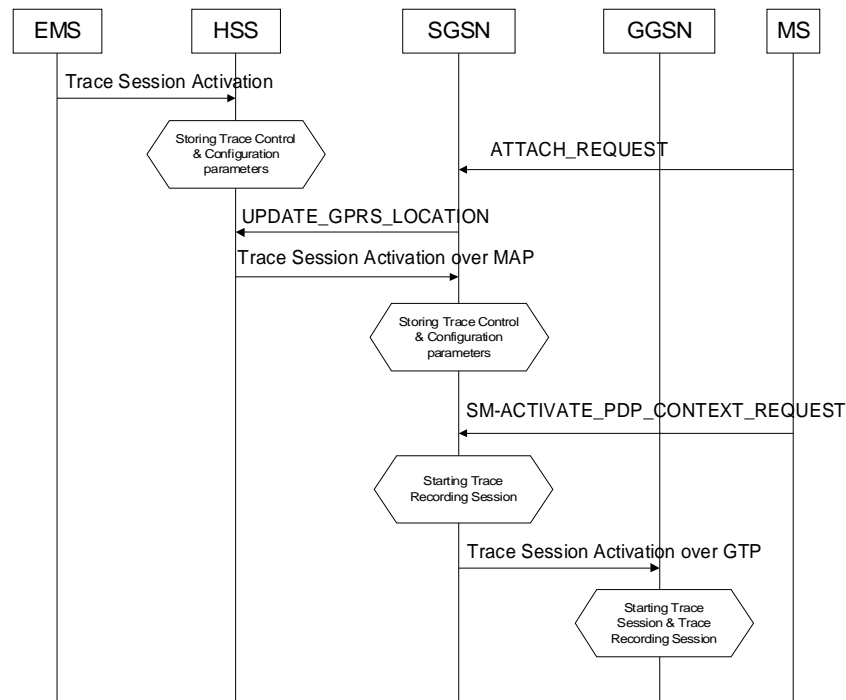 EMS
HSS
SGSN
GGSN
MS
Trace Session Activation
Storing Trace Control
& Configuration
parameters
ATTACH_REQUEST
UPDATE_GPRS_LOCATION
Trace Session Activation over MAP
Storing Trace Control
& Configuration
parameters
SM-ACTIVATE_PDP_CONTEXT_REQUEST
Starting Trace
Recording Session
Trace Session Activation over GTP
Starting Trace
Session & Trace
Recording Session